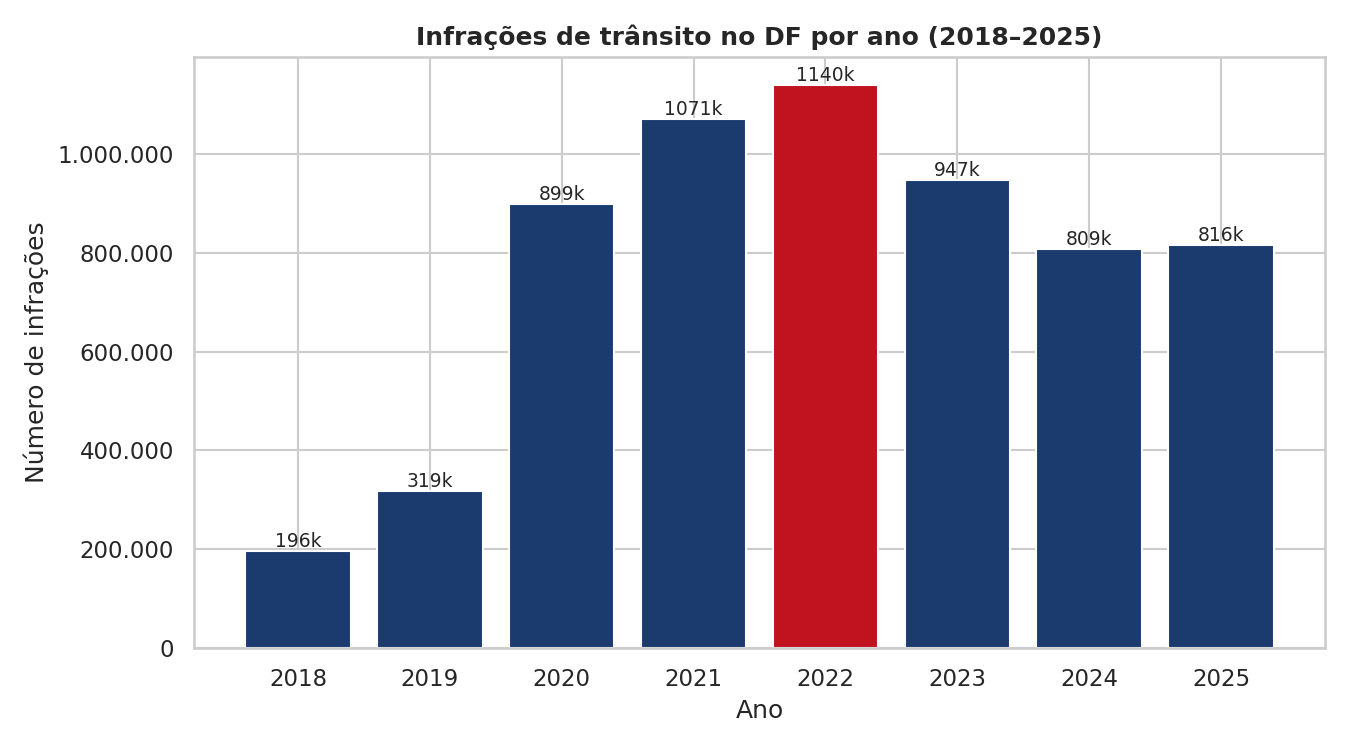 Infrações de trânsito no DF por ano (2018–2025)
1140k
1071k
1.000.000
947k
899k
809k
816k
800.000
Número de infrações
600.000
400.000
319k
196k
200.000
0
2018 2019 2020 2021 2022 2023 2024 2025
Ano